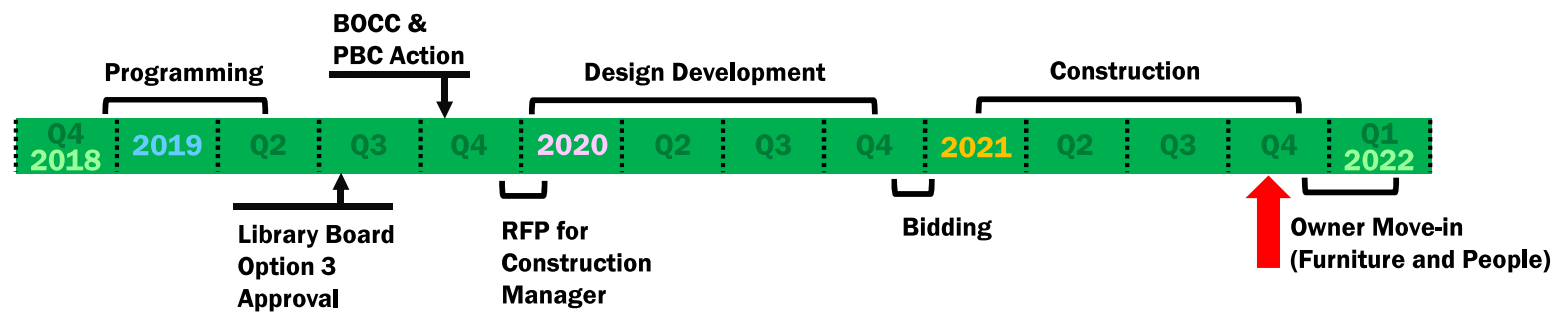 BOCC &
PBC Action
Programming
Design Development
Construction
Q4
2018
2019
Q2
Q3
Q4
2020
Q2
Q3
Q4
2021
Q2
Q3
Q4
Q1
2022
Library Board
Option 3
Approval
RFP for
Construction
Manager
Bidding
Owner Move-in
(Furniture and People)